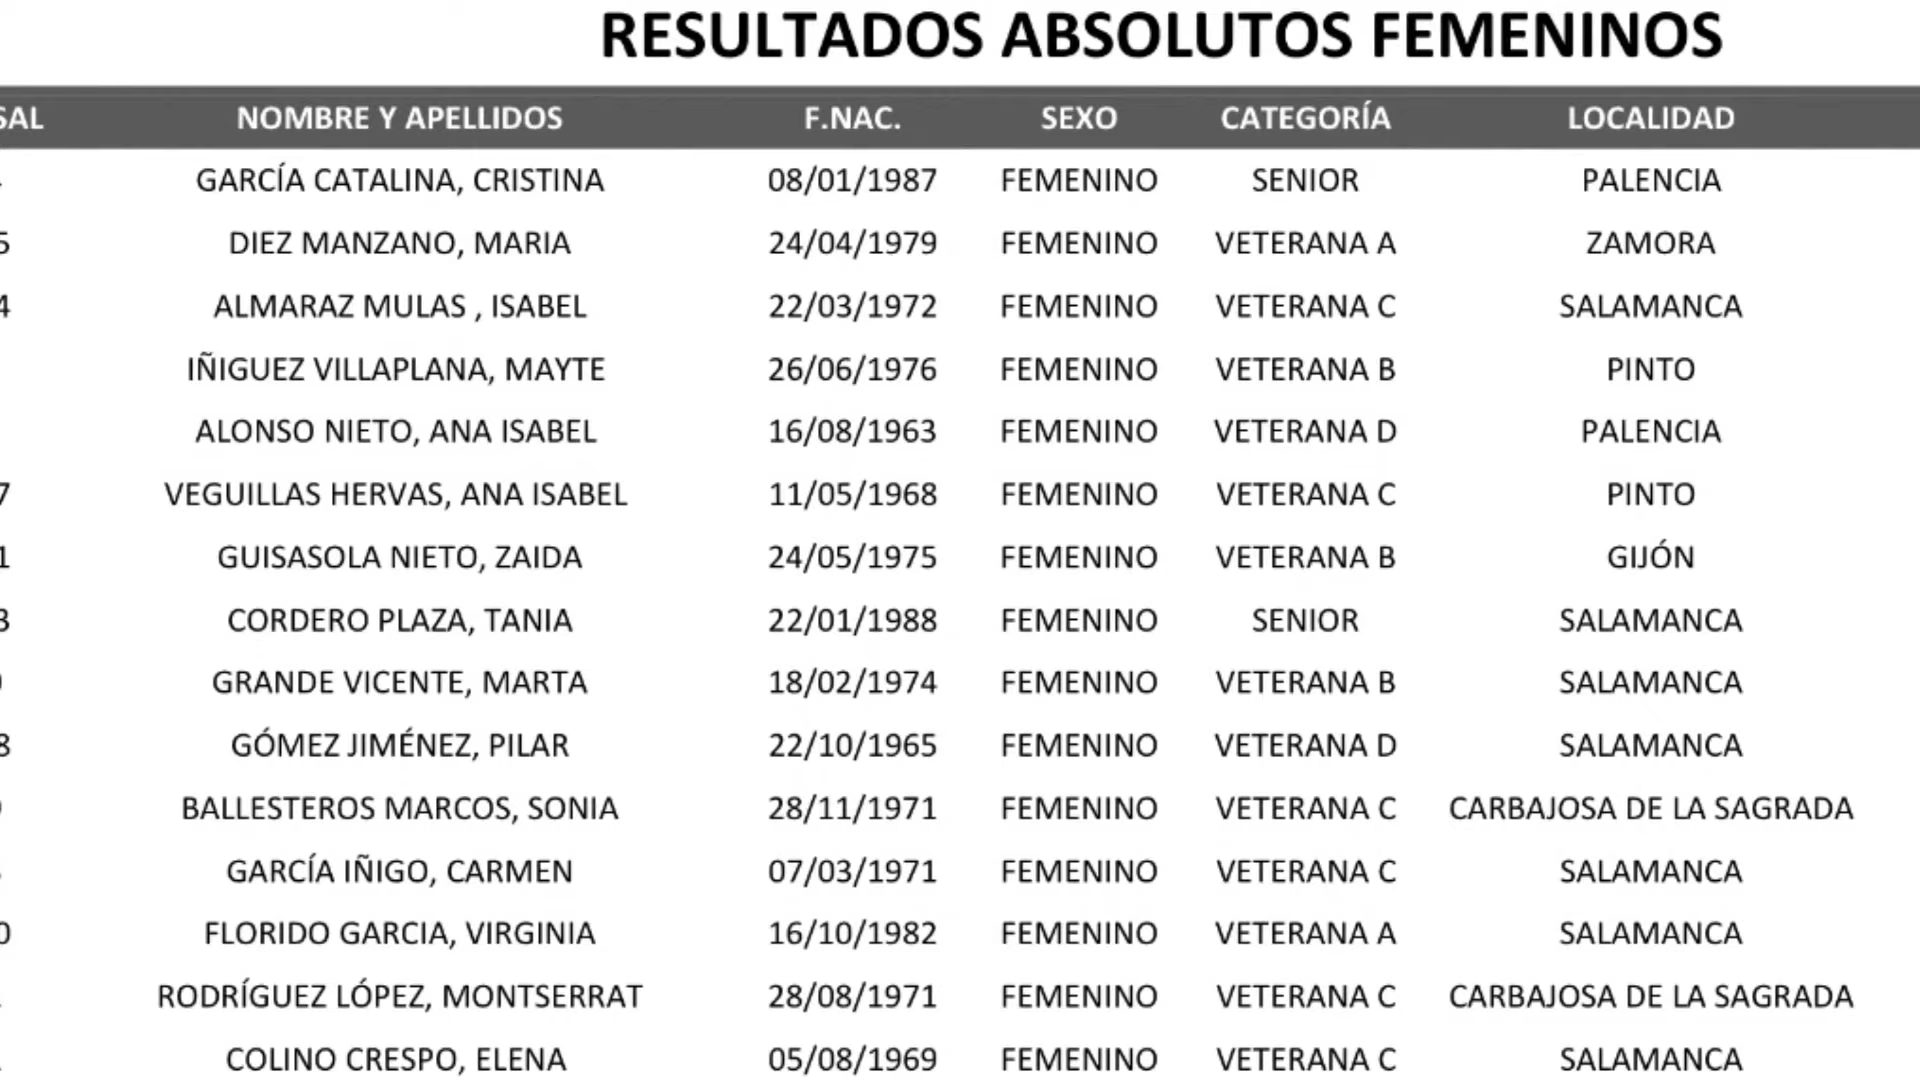 RESULTADOS ABSOLUTOS FEMENINOS
SAL NOMBRE Y APELLIDOS F.NAC. SEXO CATEGORÍA LOCALIDAD
GARCÍA CATALINA, CRISTINA 08/01/1987 FEMENINO SENIOR PALENCIA
5 DIEZ MANZANO, MARIA 24/04/1979 FEMENINO VETERANA A ZAMORA
4 ALMARAZ MULAS , ISABEL 22/03/1972 FEMENINO VETERANA C SALAMANCA
IÑIGUEZ VILLAPLANA, MAYTE 26/06/1976 FEMENINO VETERANA B PINTO
ALONSO NIETO, ANA ISABEL 16/08/1963 FEMENINO VETERANA D PALENCIA
7 VEGUILLAS HERVAS, ANA ISABEL 11/05/1968 FEMENINO VETERANA C PINTO
1 GUISASOLA NIETO, ZAIDA 24/05/1975 FEMENINO VETERANA B GIJÓN
3 CORDERO PLAZA, TANIA 22/01/1988 FEMENINO SENIOR SALAMANCA
GRANDE VICENTE, MARTA 18/02/1974 FEMENINO VETERANA B SALAMANCA
8 GÓMEZ JIMÉNEZ, PILAR 22/10/1965 FEMENINO VETERANA D SALAMANCA
BALLESTEROS MARCOS, SONIA 28/11/1971 FEMENINO VETERANA C CARBAJOSA DE LA SAGRADA
GARCÍA IÑIGO, CARMEN 07/03/1971 FEMENINO VETERANA C SALAMANCA
0 FLORIDO GARCIA, VIRGINIA 16/10/1982 FEMENINO VETERANA A SALAMANCA
RODRÍGUEZ LÓPEZ, MONTSERRAT 28/08/1971 FEMENINO VETERANA C CARBAJOSA DE LA SAGRADA
COLINO CRESPO, ELENA 05/08/1969 FEMENINO VETERANA C SALAMANCA